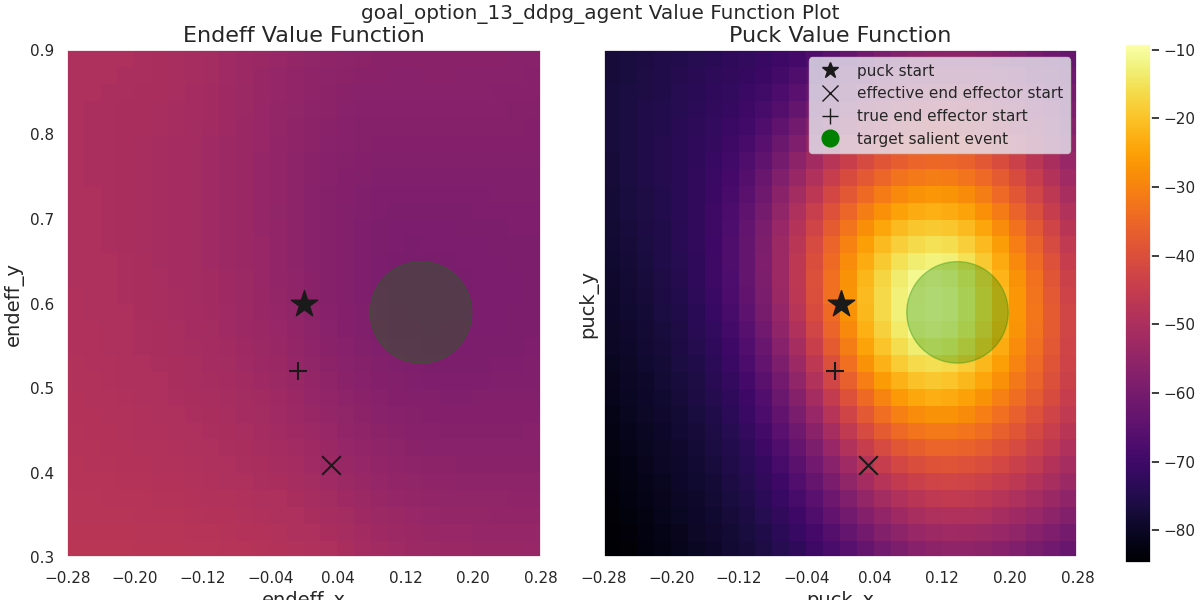 goal_option_13_ddpg_agent Value Function Plot
Endeff Value Function
Puck Value Function
puck start
effective end effector start
true end effector start
target salient event
endeff_y
0.9
0.8
0.7
0.6
0.5
0.4
0.3
−0.28 −0.20 −0.12 −0.04 0.04 0.12 0.20 0.28
endeff_x
puck_y
−0.28 −0.20 −0.12 −0.04 0.04 0.12 0.20 0.28
puck_x
−10
−20
−30
−40
−50
−60
−70
−80